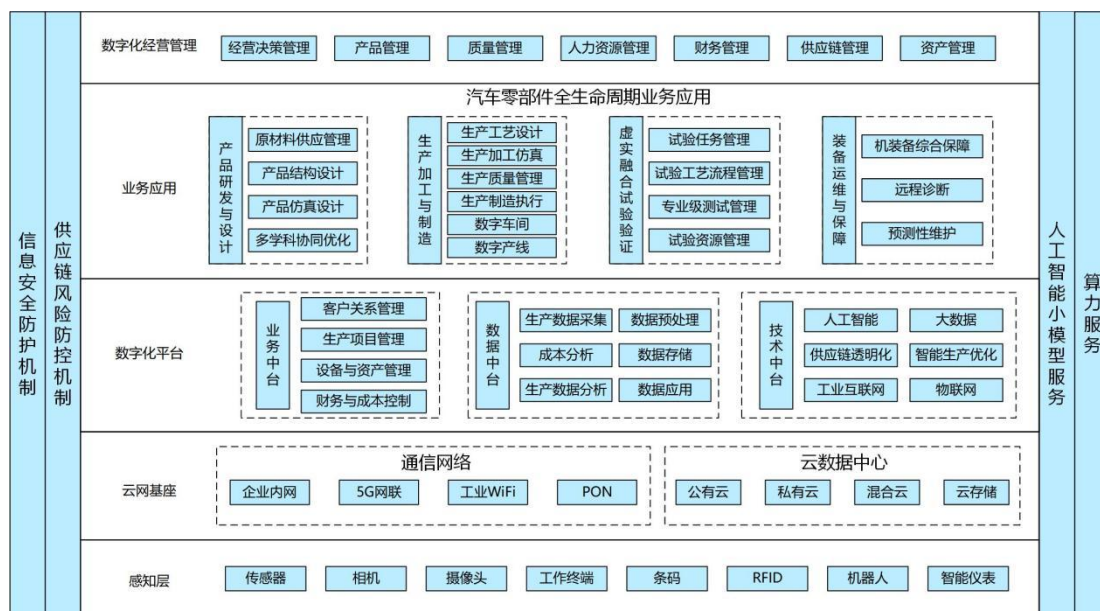 信息安全防护机制
供应链风险防控机制
数字化经营管理
经营决策管理
产品管理
质量管理
人力资源管理
财务管理
供应链管理
资产管理
业务应用
汽车零部件全生命周期业务应用
产品研发与设计
原材料供应管理
产品结构设计
产品仿真设计
多学科协同优化
生产加工与制造
生产工艺设计
生产加工仿真
生产质量管理
生产制造执行
数字车间
数字产线
虚实融合试验验证
试验任务管理
试验工艺流程管理
专业级测试管理
试验资源管理
装备运维与保障
机装备综合保障
远程诊断
预测性维护
数字化平台
业务中台
客户关系管理
生产项目管理
设备与资产管理
财务与成本控制
数据中台
生产数据采集
数据预处理
成本分析
数据存储
生产数据分析
数据应用
技术中台
人工智能
大数据
供应链透明化
智能生产优化
工业互联网
物联网
云网基座
通信网络
企业内网
5G网联
工业WiFi
PON
云数据中心
公有云
私有云
混合云
云存储
感知层
传感器
相机
摄像头
工作终端
条码
RFID
机器人
智能仪表
人工智能小模型服务
算力服务